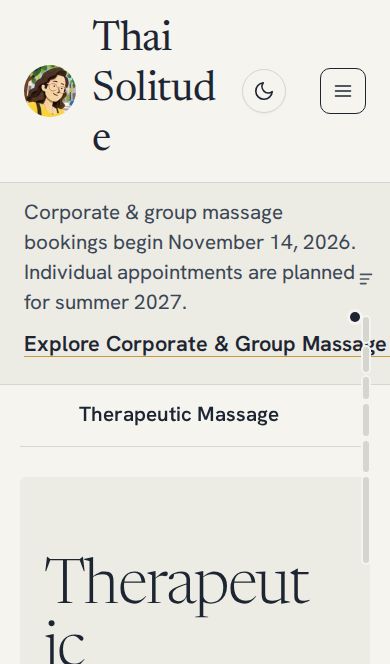 Thai
Solitud
e
Corporate & group massage
bookings begin November 14, 2026.
Individual appointments are planned
for summer 2027.
Explore Corporate & Group Massage
Therapeutic Massage
Therapeut
ic